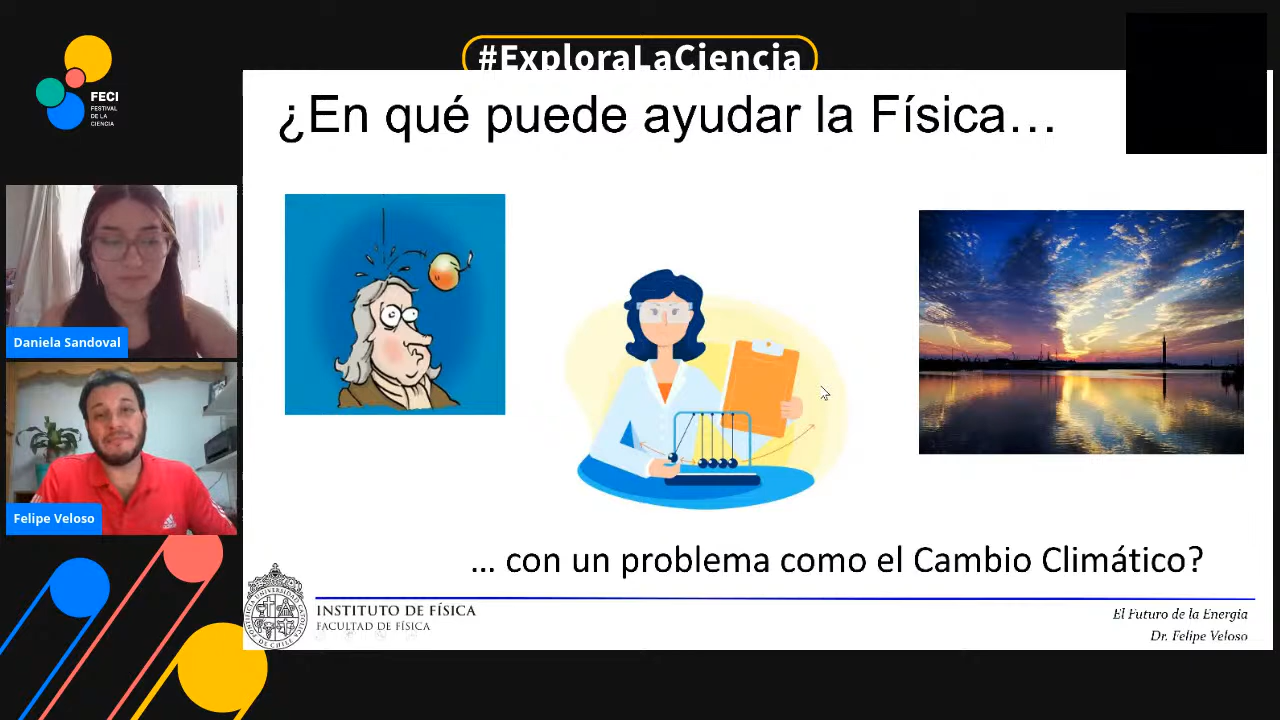 #ExploraLaCiencia
FECI
FESTIVAL
DE LA
CIENCIA
¿En qué puede ayudar la Física…
Daniela Sandoval
Felipe Veloso
… con un problema como el Cambio Climático?
INSTITUTO DE FÍSICA
FACULTAD DE FÍSICA
El Futuro de la Energia
Dr. Felipe Veloso